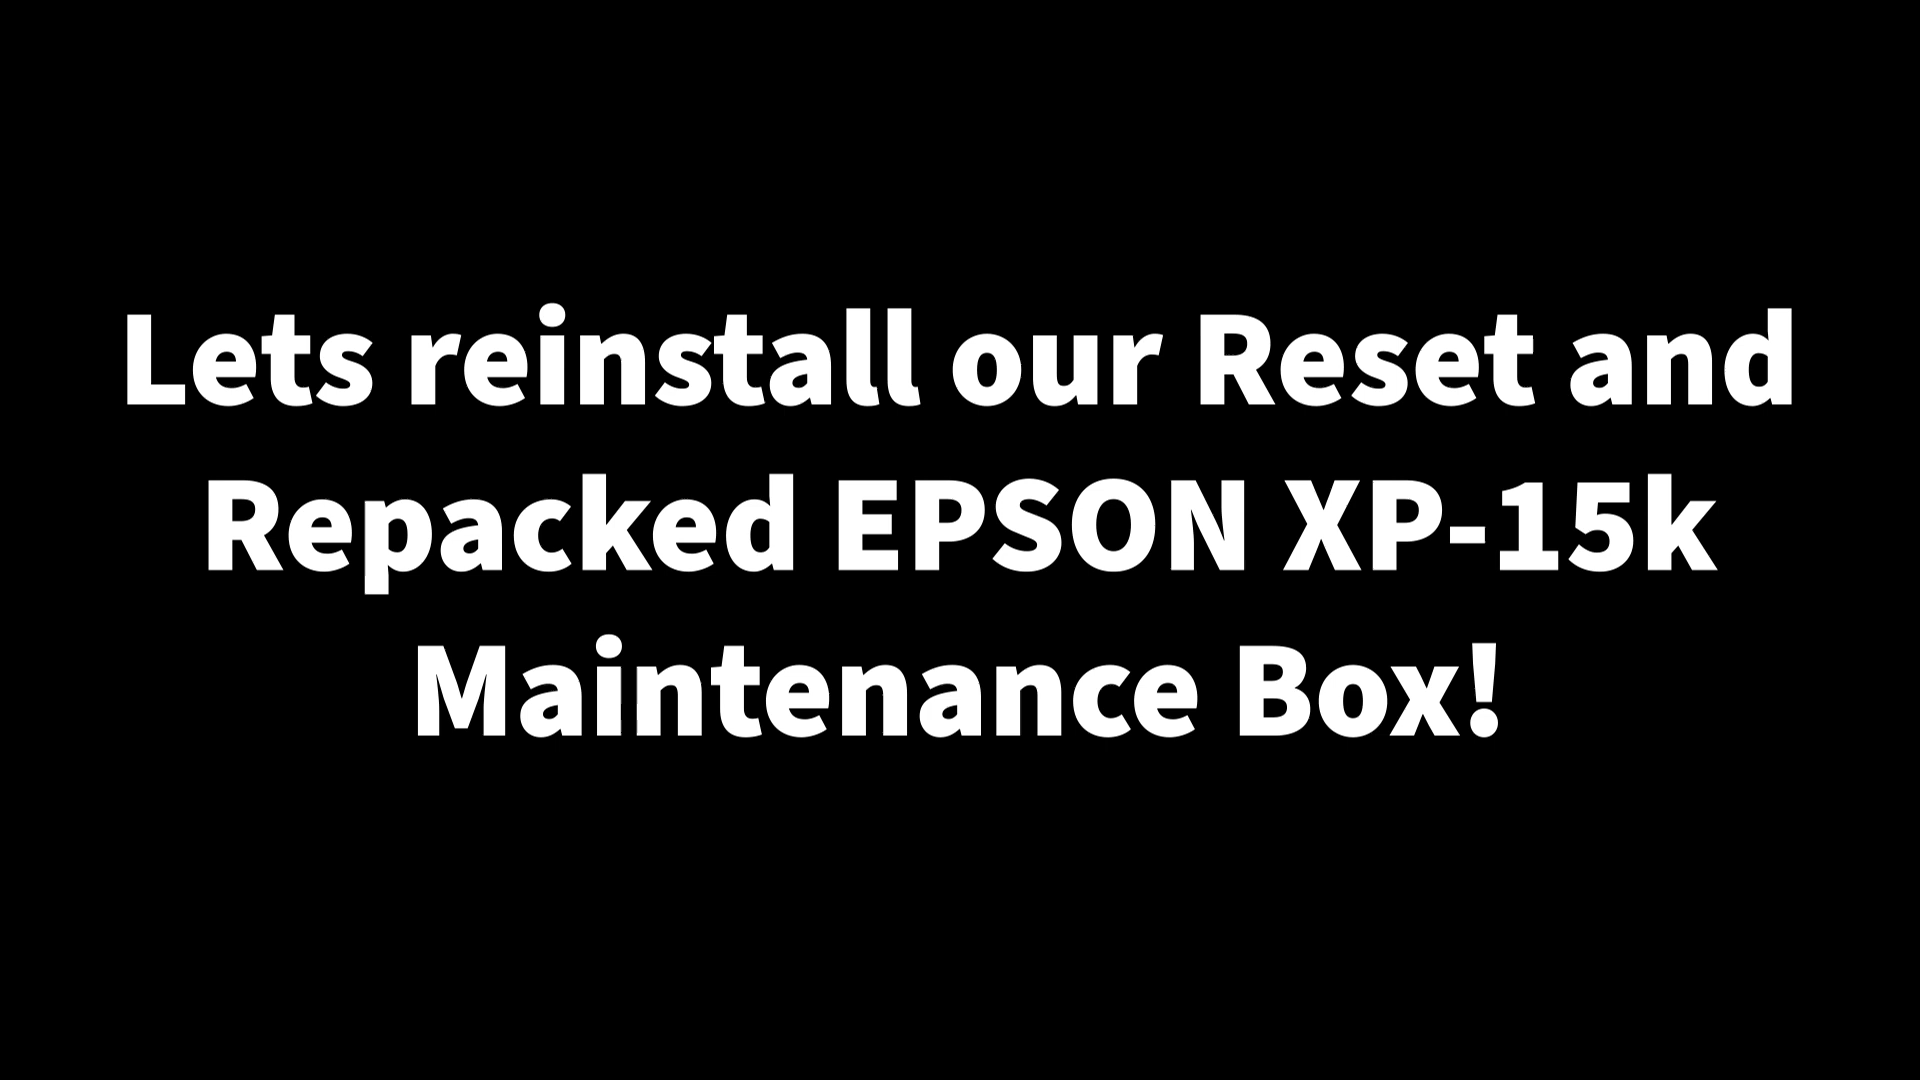 Lets reinstall our Reset and
Repacked EPSON XP-15k
Maintenance Box!